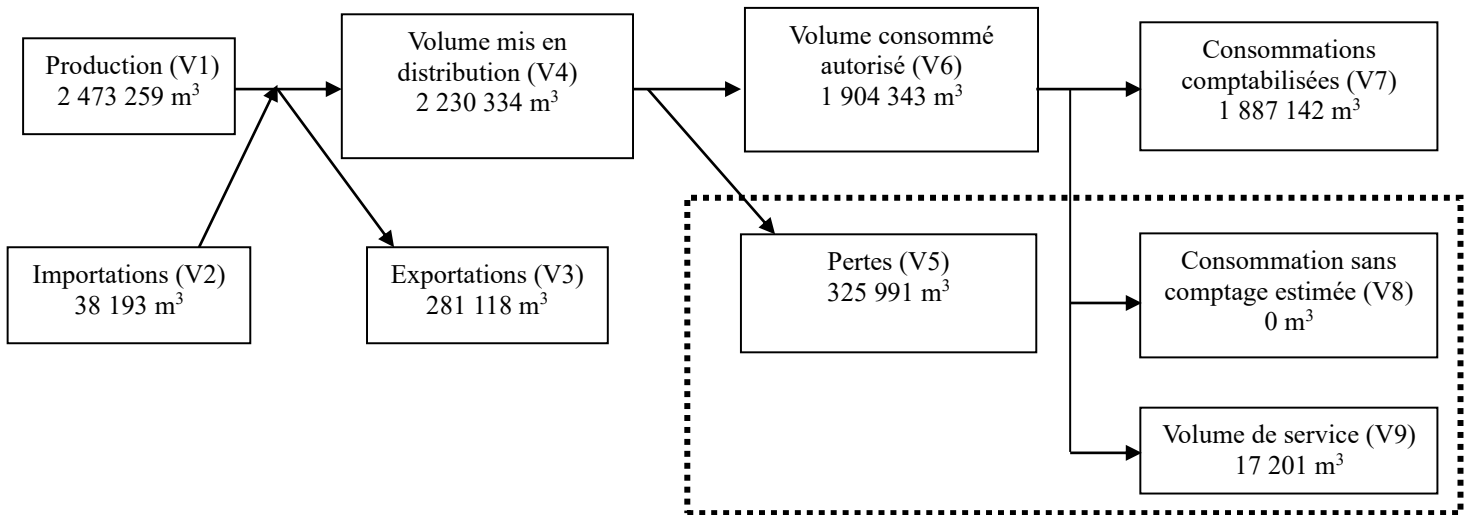 Production (V1)
2 473 259 m³
Volume mis en
distribution (V4)
2 230 334 m³
Volume consommé
autorisé (V6)
1 904 343 m³
Consommations
comptabilisées (V7)
1 887 142 m³
Importations (V2)
38 193 m³
Exportations (V3)
281 118 m³
Pertes (V5)
325 991 m³
Consommation sans
comptage estimée (V8)
0 m³
Volume de service (V9)
17 201 m³